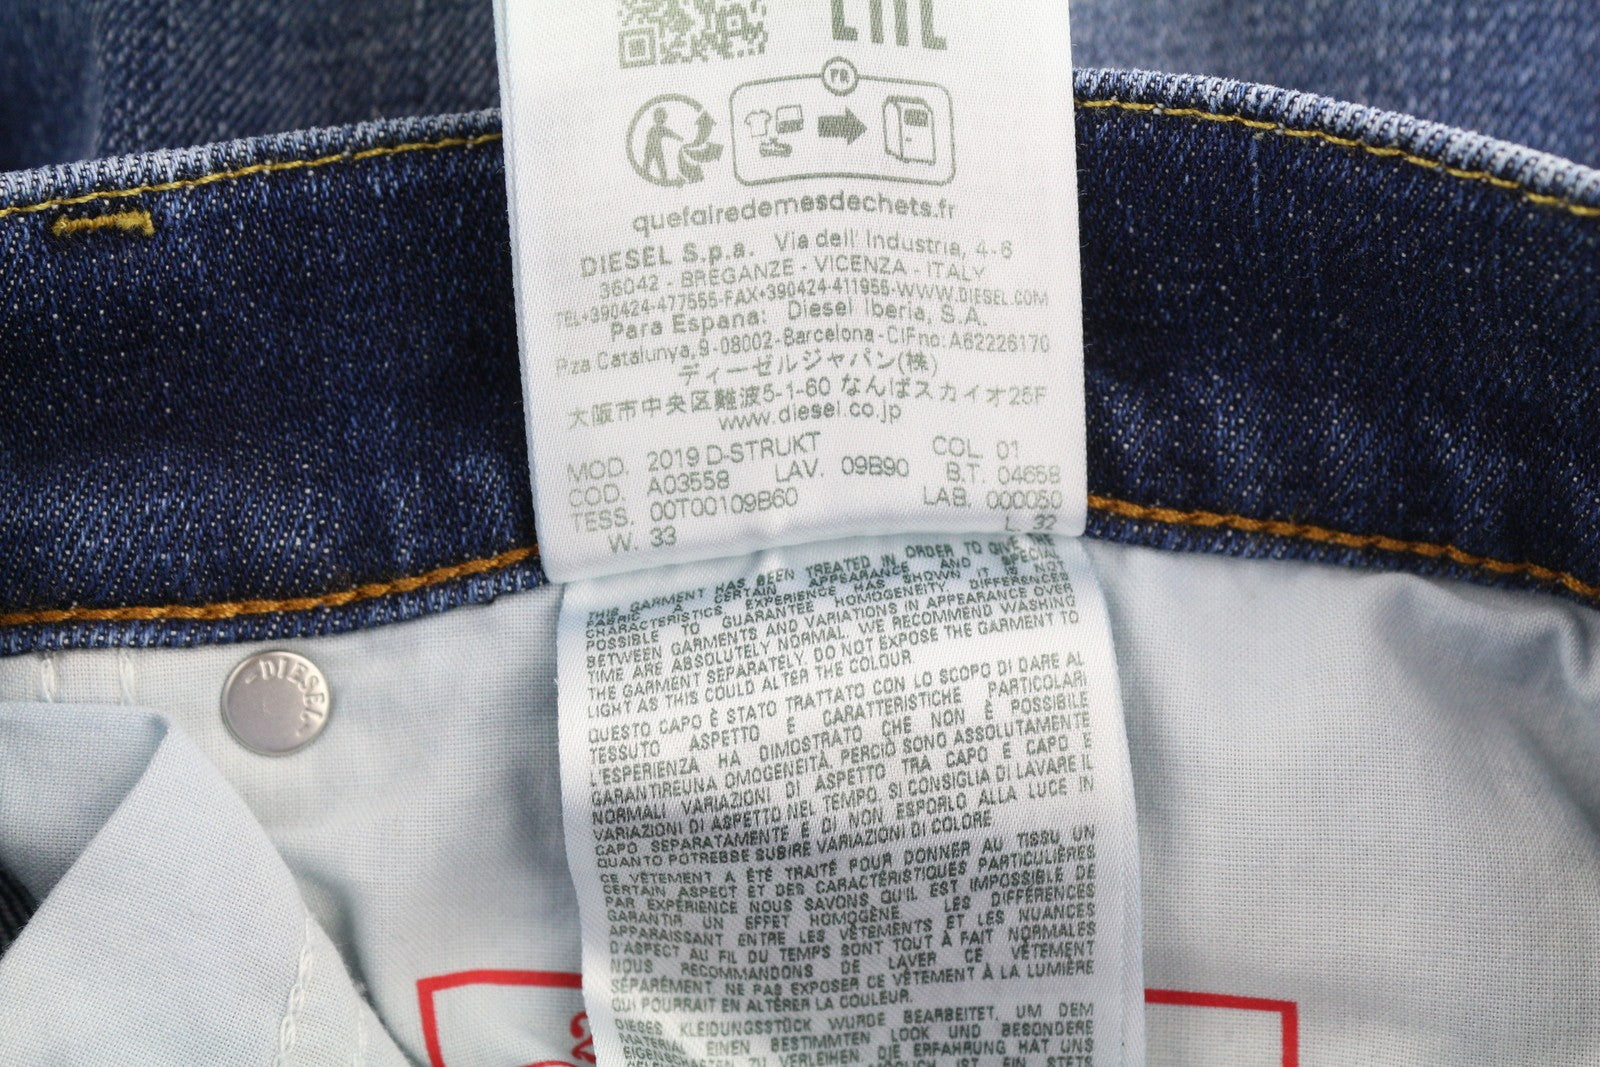 EAC
FR
quefairedemesdechets.fr
DIESEL S.p.a. Via dell' Industria, 4-6
36042 - BREGANZE - VICENZA - ITALY
TEL+390424-477555-FAX+390424-411955-WWW.DIESEL.COM
Para Espana: Diesel Iberia, S.A.
Pza Catalunya,9-08002-Barcelona-CIFno:A62226170
ディーゼルジャパン(株)
大阪市中央区難波5-1-60 なんばスカイオ25F
www.diesel.co.jp
MOD. 2019 D-STRUKT COL. 01
COD. A03558 LAV. 09B90 B.T. 04658
TESS. 00T00109B60 LAB. 000050
W. 33 L. 32
THIS GARMENT HAS BEEN TREATED IN ORDER TO GIVE THE
FABRIC A CERTAIN APPEARANCE AND SPECIAL
CHARACTERISTICS EXPERIENCE HAS SHOWN IT IS NOT
POSSIBLE TO GUARANTEE HOMOGENEITY DIFFERENCES
BETWEEN GARMENTS AND VARIATIONS IN APPEARANCE OVER
TIME ARE ABSOLUTELY NORMAL. WE RECOMMEND WASHING
THE GARMENT SEPARATELY. DO NOT EXPOSE THE GARMENT TO
LIGHT AS THIS COULD ALTER THE COLOUR
QUESTO CAPO È STATO TRATTATO CON LO SCOPO DI DARE AL
TESSUTO ASPETTO E CARATTERISTICHE PARTICOLARI
L'ESPERIENZA HA DIMOSTRATO CHE NON È POSSIBILE
GARANTIREUNA OMOGENEITÀ, PERCIÒ SONO ASSOLUTAMENTE
NORMALI VARIAZIONI DI ASPETTO TRA CAPO E CAPO E
VARIAZIONI DI ASPETTO NEL TEMPO. SI CONSIGLIA DI LAVARE IL
CAPO SEPARATAMENTE E DI NON ESPORLO ALLA LUCE IN
QUANTO POTREBBE SUBIRE VARIAZIONI DI COLORE
CE VÊTEMENT A ÉTÉ TRAITÉ POUR DONNER AU TISSU UN
CERTAIN ASPECT ET DES CARACTÉRISTIQUES PARTICULIÈRES
PAR EXPÉRIENCE NOUS SAVONS QU'IL EST IMPOSSIBLE DE
GARANTIR UN EFFET HOMOGÈNE. LES DIFFÉRENCES
APPARAISSANT ENTRE LES VÊTEMENTS ET LES NUANCES
D'ASPECT AU FIL DU TEMPS SONT TOUT À FAIT NORMALES
NOUS RECOMMANDONS DE LAVER CE VÊTEMENT
SÉPARÉMENT. NE PAS EXPOSER CE VÊTEMENT À LA LUMIÈRE
QUI POURRAIT EN ALTÉRER LA COULEUR.
DIESES KLEIDUNGSSTÜCK WURDE BEARBEITET, UM DEM
MATERIAL EINEN BESTIMMTEN LOOK UND BESONDERE
EIGENSCHAFTEN ZU VERLEIHEN. DIE ERFAHRUNG HAT UNS
MÖGLICH IST EIN STETS
DIESEL
2